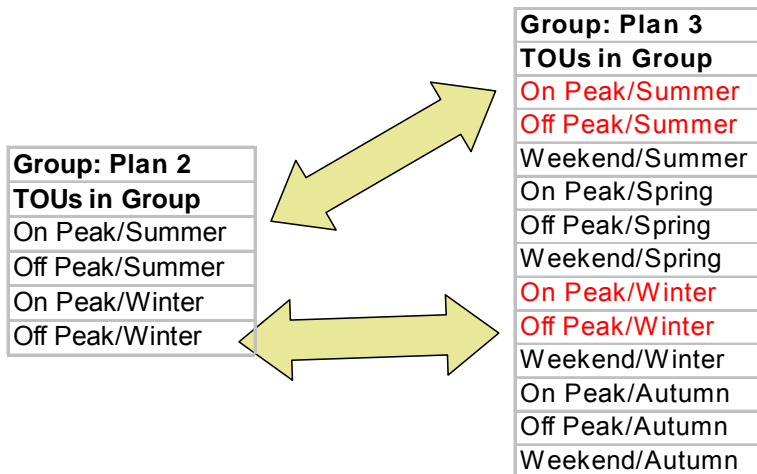 Group: Plan 2
TOUs in Group
On Peak/Summer
Off Peak/Summer
On Peak/Winter
Off Peak/Winter
Group: Plan 3
TOUs in Group
On Peak/Summer
Off Peak/Summer
Weekend/Summer
On Peak/Spring
Off Peak/Spring
Weekend/Spring
On Peak/Winter
Off Peak/Winter
Weekend/Winter
On Peak/Autumn
Off Peak/Autumn
Weekend/Autumn